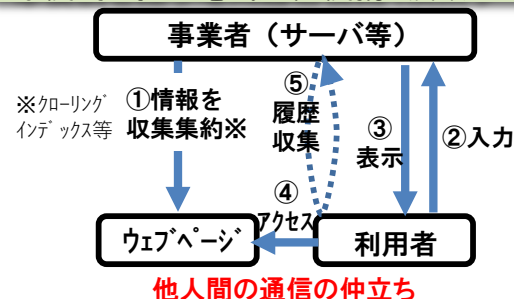 事業者（サーバ等）
※ｸﾛｰﾘﾝｸﾞ
ｲﾝﾃﾞｯｸｽ等
①情報を
収集集約※
⑤
履歴
収集
③
表示
②入力
④
ｱｸｾｽ
ｳｪﾌﾞﾍﾟｰｼﾞ
利用者
他人間の通信の仲立ち